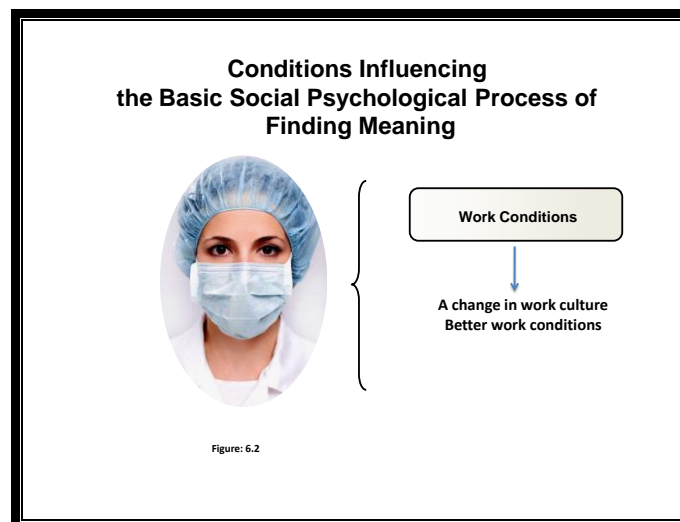 Conditions Influencing
the Basic Social Psychological Process of
Finding Meaning
Work Conditions
A change in work culture
Better work conditions
Figure: 6.2